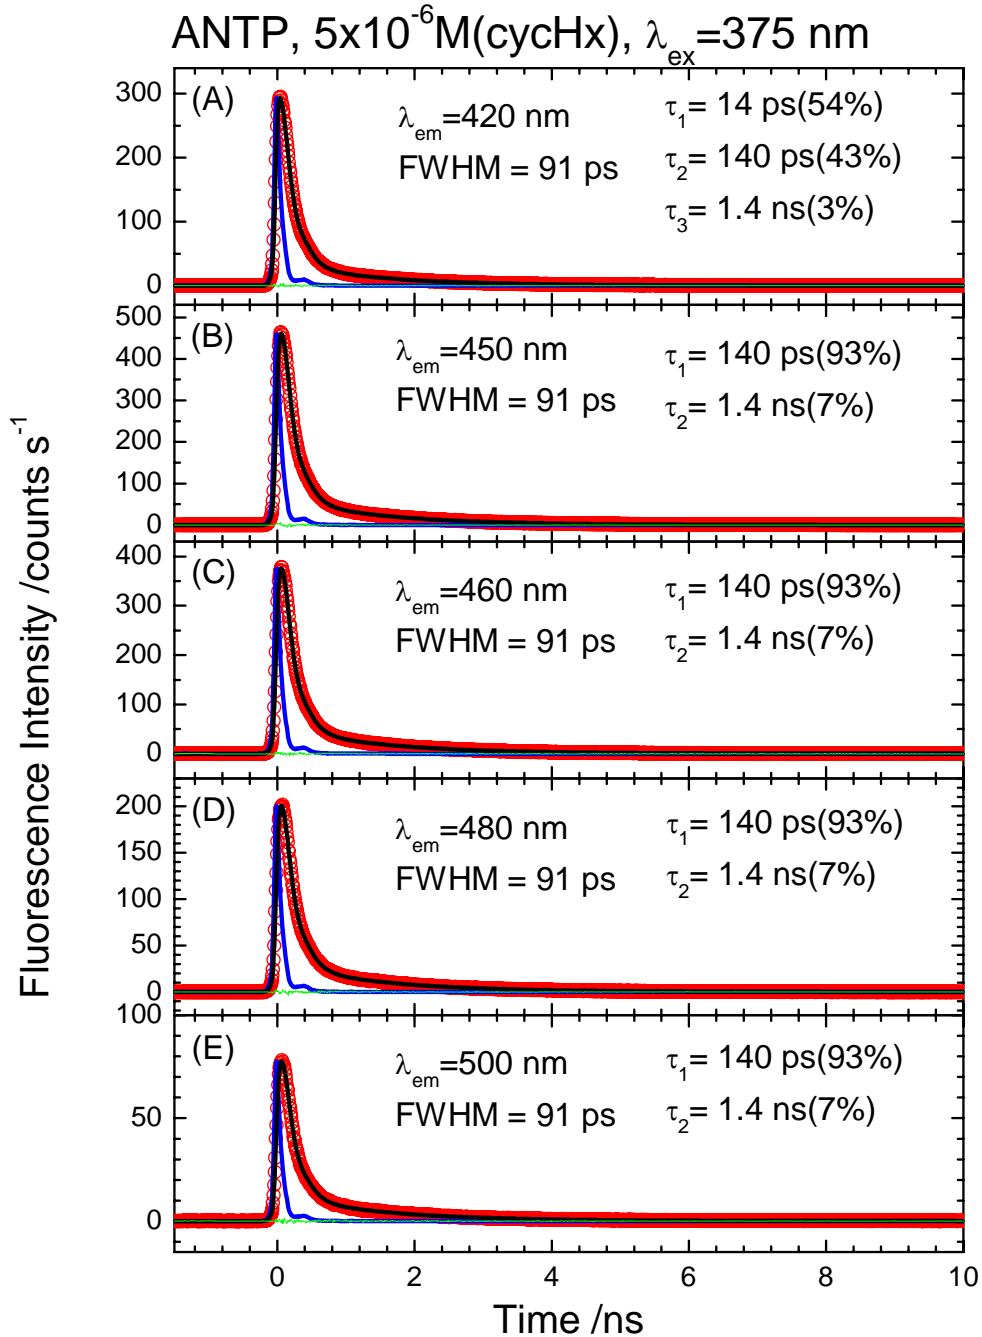 ANTP, 5x10⁻⁶M(cycHx), λex=375 nm
(A)
λem=420 nm
FWHM = 91 ps
τ1= 14 ps(54%)
τ2= 140 ps(43%)
τ3= 1.4 ns(3%)
300
200
100
0
(B)
λem=450 nm
FWHM = 91 ps
τ1= 140 ps(93%)
τ2= 1.4 ns(7%)
500
400
300
200
100
0
(C)
λem=460 nm
FWHM = 91 ps
τ1= 140 ps(93%)
τ2= 1.4 ns(7%)
400
300
200
100
0
(D)
λem=480 nm
FWHM = 91 ps
τ1= 140 ps(93%)
τ2= 1.4 ns(7%)
200
150
100
50
0
(E)
λem=500 nm
FWHM = 91 ps
τ1= 140 ps(93%)
τ2= 1.4 ns(7%)
100
50
0
0 2 4 6 8 10
Time /ns
Fluorescence Intensity /counts s⁻¹